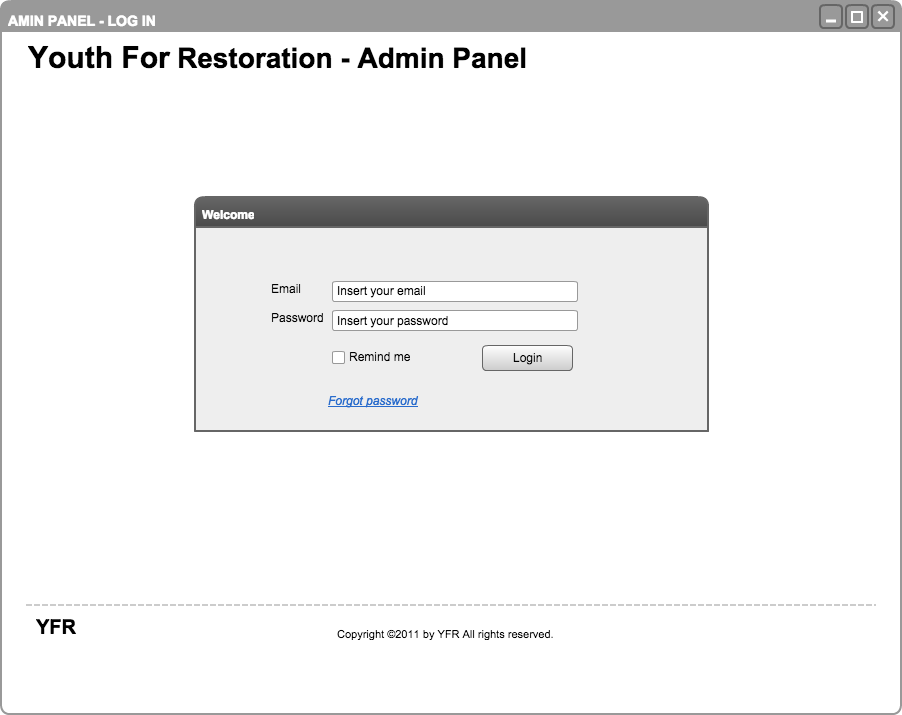 AMIN PANEL - LOG IN
Youth For Restoration - Admin Panel
Welcome
Email
Insert your email
Password
Insert your password
Remind me
Login
Forgot password
YFR
Copyright ©2011 by YFR All rights reserved.